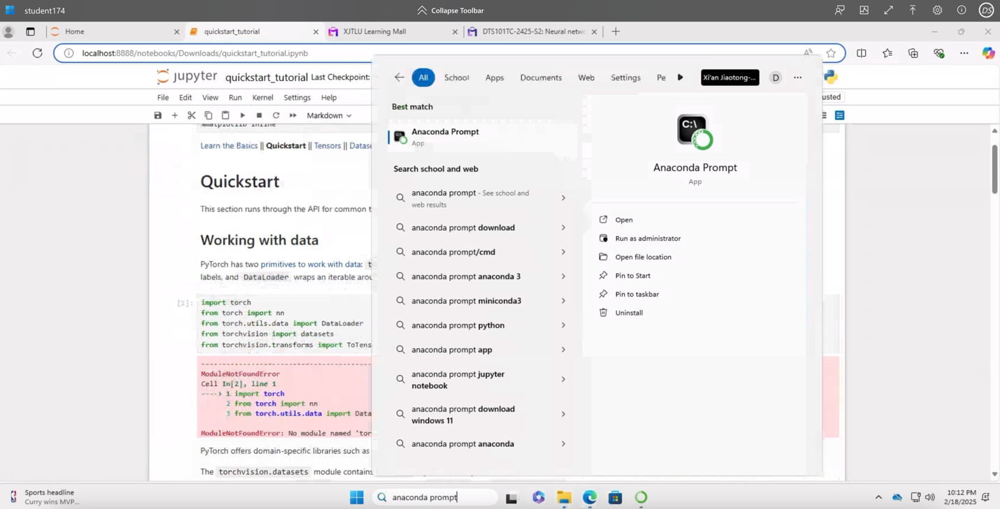 student174
Collapse Toolbar
DS
Home
quickstart_tutorial
XJTLU Learning Mall
DTS101TC-2425-S2: Neural netwo
localhost:8888/notebooks/Downloads/quickstart_tutorial.ipynb
jupyter quickstart_tutorial Last Checkpoint:
File Edit View Run Kernel Settings Help
usted
Markdown
%matplotlib inline
Learn the Basics || Quickstart || Tensors || Datase
Quickstart
This section runs through the API for common t
Working with data
PyTorch has two primitives to work with data: t
labels, and DataLoader wraps an iterable arou
[2]:
import torch
from torch import nn
from torch.utils.data import DataLoader
from torchvision import datasets
from torchvision.transforms import ToTens
ModuleNotFoundError
Cell In[2], line 1
----> 1 import torch
2 from torch import nn
3 from torch.utils.data import Data
ModuleNotFoundError: No module named 'tor
PyTorch offers domain-specific libraries such as
The torchvision.datasets module contains
All School Apps Documents Web Settings Pe
Xi'an Jiaotong-...
D
Best match
Anaconda Prompt
App
Search school and web
anaconda prompt - See school and
web results
anaconda prompt download
anaconda prompt/cmd
anaconda prompt anaconda 3
anaconda prompt miniconda3
anaconda prompt python
anaconda prompt app
anaconda prompt jupyter
notebook
anaconda prompt download
windows 11
anaconda prompt anaconda
C:\
Anaconda Prompt
App
Open
Run as administrator
Open file location
Pin to Start
Pin to taskbar
Uninstall
Sports headline
Curry wins MVP...
anaconda prompt
10:12 PM
2/18/2025